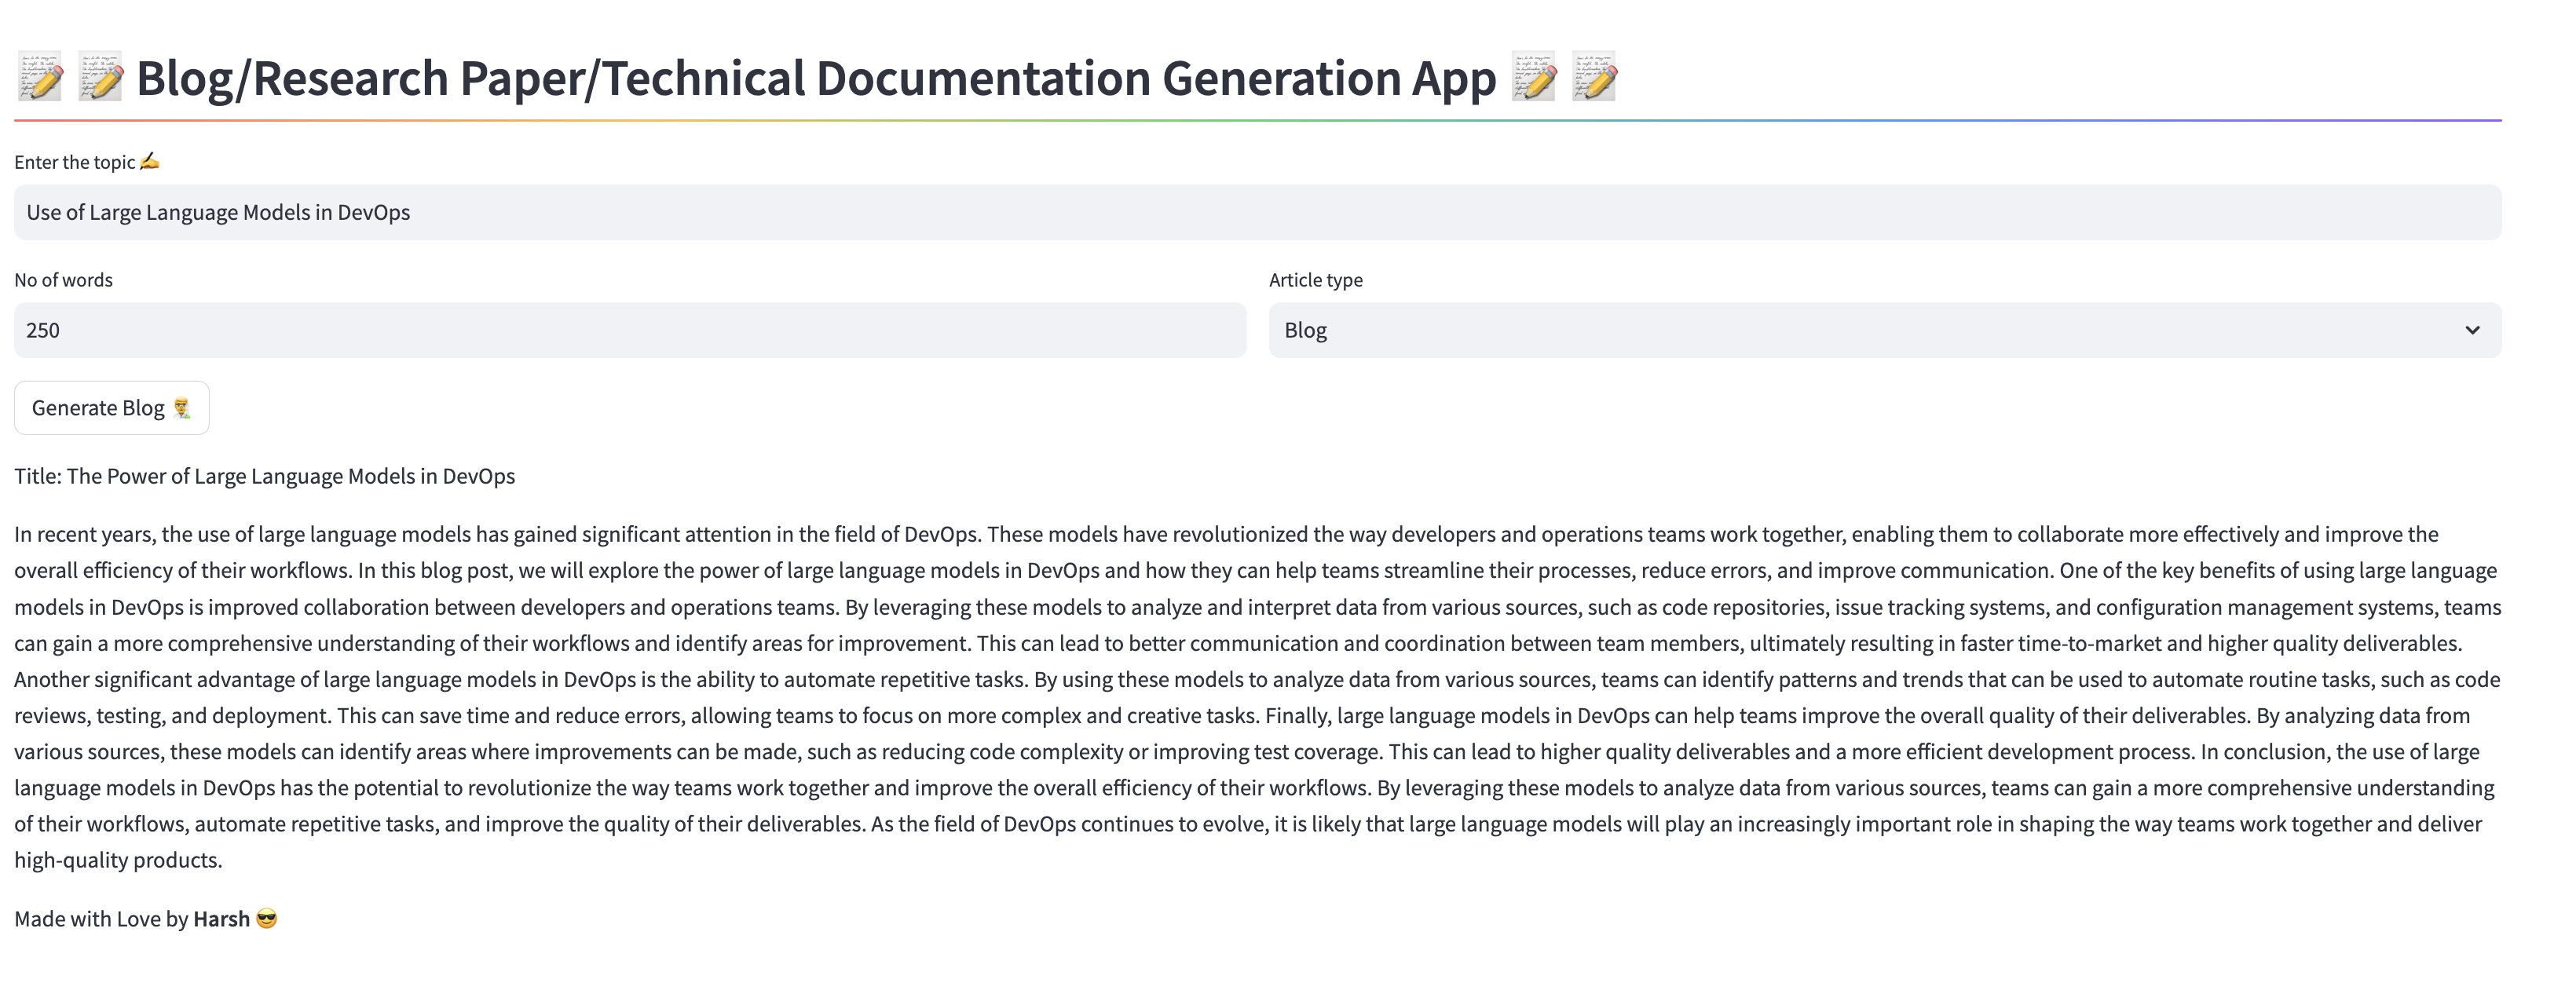 📝 📝 Blog/Research Paper/Technical Documentation Generation App 📝 📝
Enter the topic ✍️
Use of Large Language Models in DevOps
No of words
Article type
250
Blog
Generate Blog 👨‍🍳
Title: The Power of Large Language Models in DevOps
In recent years, the use of large language models has gained significant attention in the field of DevOps. These models have revolutionized the way developers and operations teams work together, enabling them to collaborate more effectively and improve the
overall efficiency of their workflows. In this blog post, we will explore the power of large language models in DevOps and how they can help teams streamline their processes, reduce errors, and improve communication. One of the key benefits of using large language
models in DevOps is improved collaboration between developers and operations teams. By leveraging these models to analyze and interpret data from various sources, such as code repositories, issue tracking systems, and configuration management systems, teams
can gain a more comprehensive understanding of their workflows and identify areas for improvement. This can lead to better communication and coordination between team members, ultimately resulting in faster time-to-market and higher quality deliverables.
Another significant advantage of large language models in DevOps is the ability to automate repetitive tasks. By using these models to analyze data from various sources, teams can identify patterns and trends that can be used to automate routine tasks, such as code
reviews, testing, and deployment. This can save time and reduce errors, allowing teams to focus on more complex and creative tasks. Finally, large language models in DevOps can help teams improve the overall quality of their deliverables. By analyzing data from
various sources, these models can identify areas where improvements can be made, such as reducing code complexity or improving test coverage. This can lead to higher quality deliverables and a more efficient development process. In conclusion, the use of large
language models in DevOps has the potential to revolutionize the way teams work together and improve the overall efficiency of their workflows. By leveraging these models to analyze data from various sources, teams can gain a more comprehensive understanding
of their workflows, automate repetitive tasks, and improve the quality of their deliverables. As the field of DevOps continues to evolve, it is likely that large language models will play an increasingly important role in shaping the way teams work together and deliver
high-quality products.
Made with Love by Harsh 😎